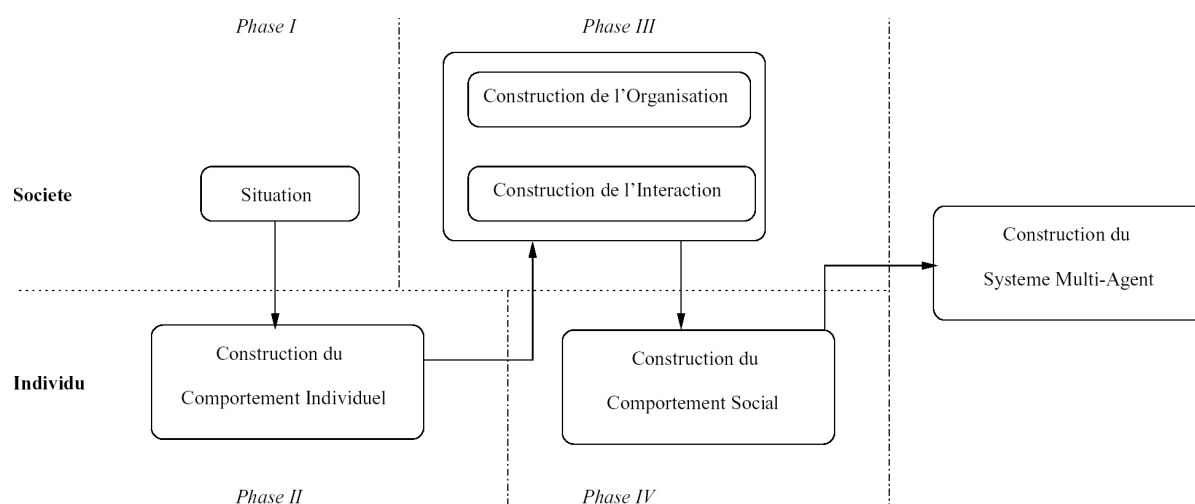 Phase I
Phase III
Construction de l’Organisation
Societe
Situation
Construction de l’Interaction
Construction du
Systeme Multi-Agent
Individu
Construction du
Comportement Individuel
Construction du
Comportement Social
Phase II
Phase IV